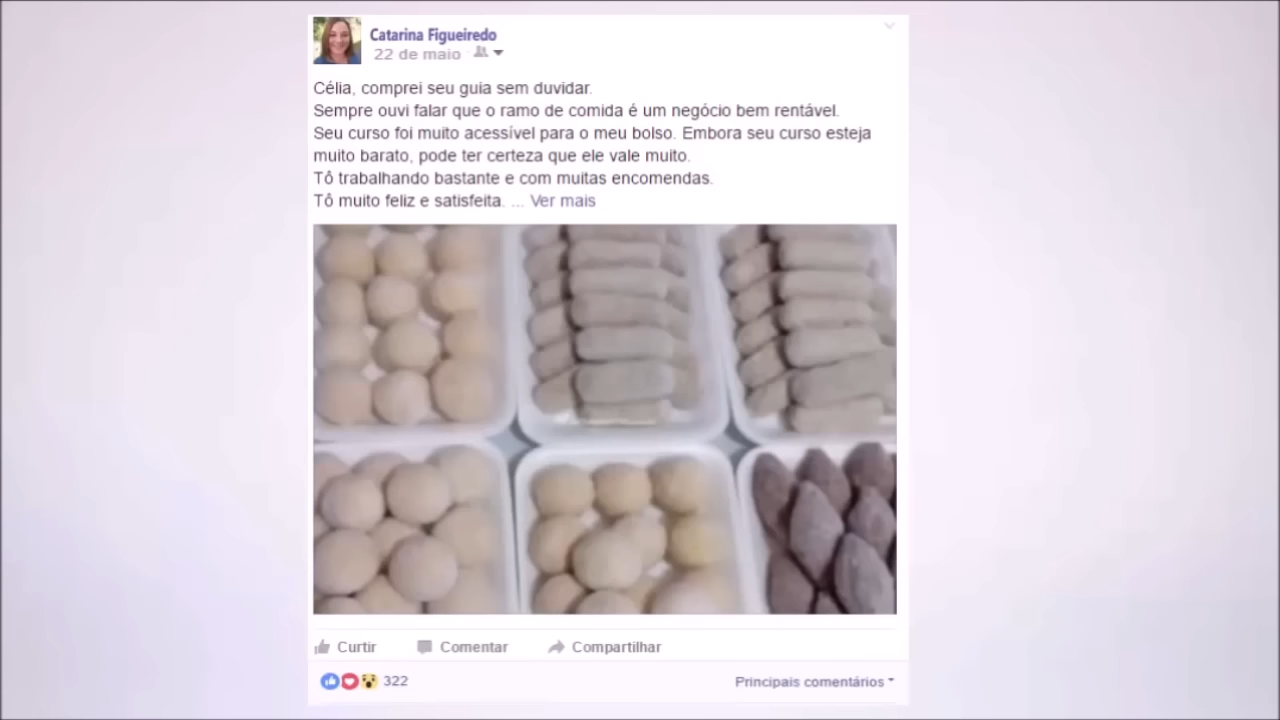 Catarina Figueiredo
22 de maio
Célia, comprei seu guia sem duvidar.
Sempre ouvi falar que o ramo de comida é um negócio bem rentável.
Seu curso foi muito acessível para o meu bolso. Embora seu curso esteja
muito barato, pode ter certeza que ele vale muito.
Tô trabalhando bastante e com muitas encomendas.
Tô muito feliz e satisfeita. ... Ver mais
Curtir Comentar Compartilhar
322 Principais comentários